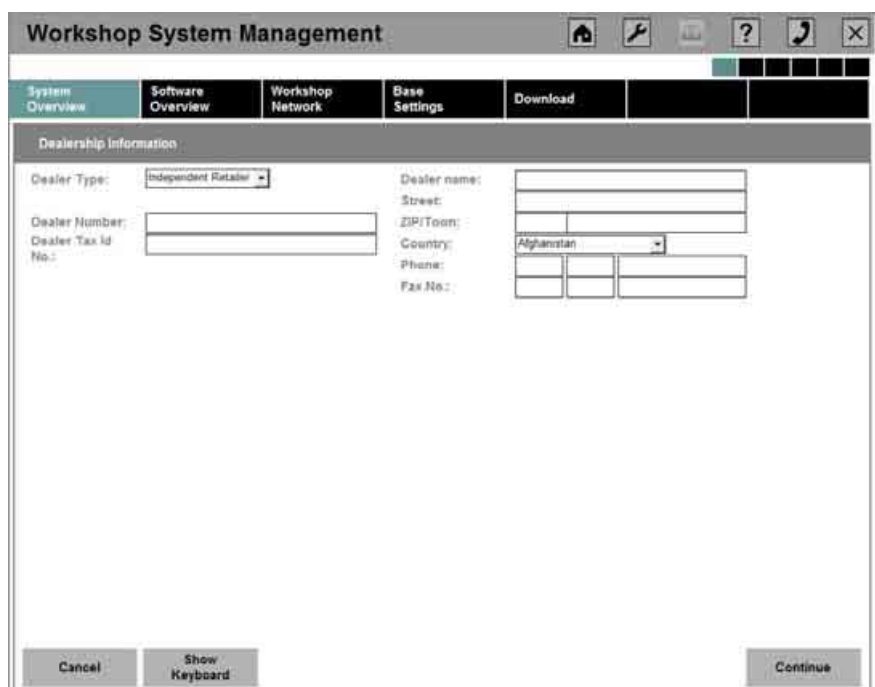 Workshop System Management
?
System
Overview
Software
Overview
Workshop
Network
Base
Settings
Download
Dealership Information
Dealer Type:
Independent Retailer
Dealer Number:
Dealer Tax Id
No.:
Dealer name:
Street:
ZIP/Toon:
Country:
Afghanistan
Phone:
Fax No.:
Cancel
Show
Keyboard
Continue